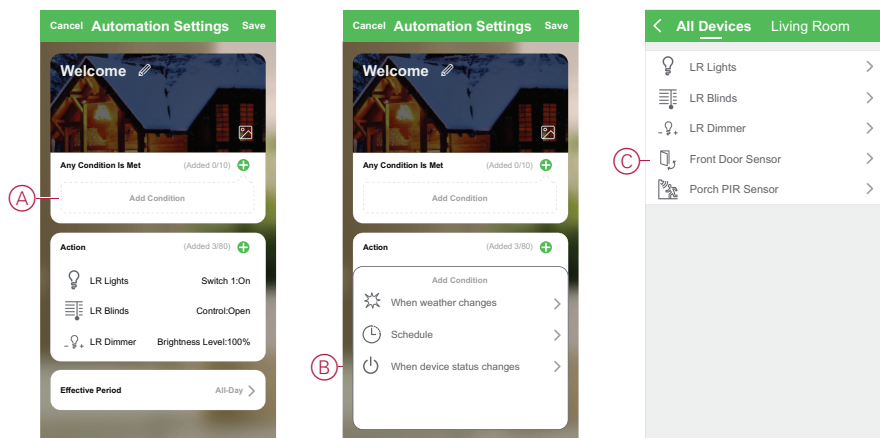 Cancel Automation Settings Save
Welcome
Any Condition Is Met (Added 0/10)
A
Add Condition
Action (Added 3/80)
LR Lights Switch 1:On
LR Blinds Control:Open
LR Dimmer Brightness Level:100%
Effective Period All-Day
Cancel Automation Settings Save
Welcome
Any Condition Is Met (Added 0/10)
Add Condition
Action (Added 3/80)
Add Condition
When weather changes
Schedule
B
When device status changes
All Devices Living Room
LR Lights
LR Blinds
LR Dimmer
C
Front Door Sensor
Porch PIR Sensor